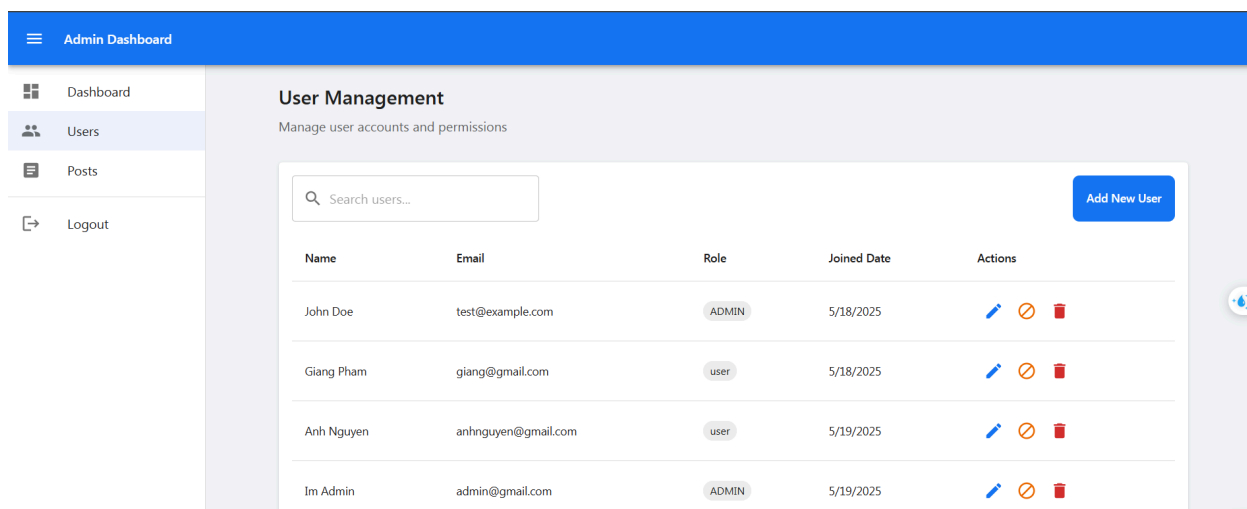 Admin Dashboard
Dashboard
Users
Posts
Logout
User Management
Manage user accounts and permissions
Search users...
Add New User
Name Email Role Joined Date Actions
John Doe test@example.com ADMIN 5/18/2025
Giang Pham giang@gmail.com user 5/18/2025
Anh Nguyen anhnguyen@gmail.com user 5/19/2025
Im Admin admin@gmail.com ADMIN 5/19/2025